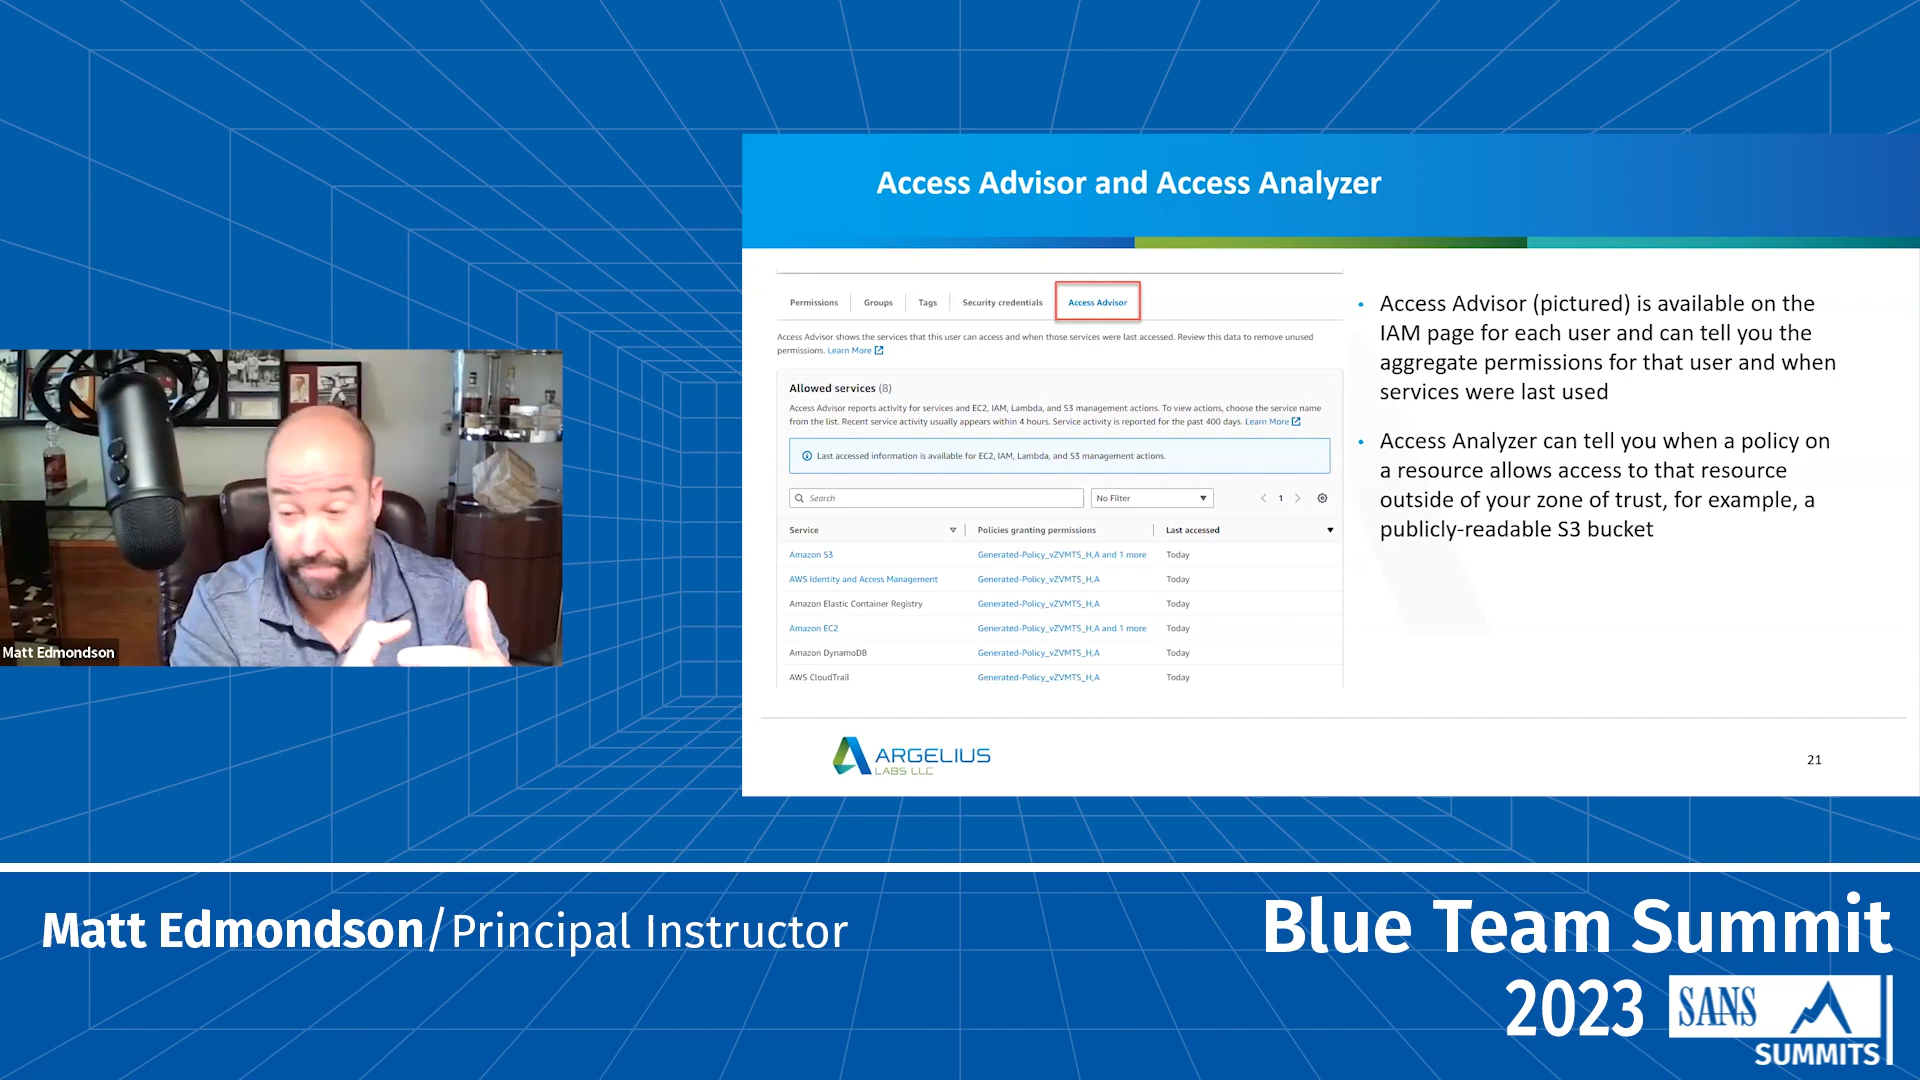 Access Advisor and Access Analyzer
Permissions
Groups
Tags
Security credentials
Access Advisor
Access Advisor shows the services that this user can access and when those services were last accessed. Review this data to remove unused
permissions. Learn More
Allowed services (8)
Access Advisor reports activity for services and EC2, IAM, Lambda, and S3 management actions. To view actions, choose the service name
from the list. Recent service activity usually appears within 4 hours. Service activity is reported for the past 400 days. Learn More
Last accessed information is available for EC2, IAM, Lambda, and S3 management actions.
Search
No Filter
1
Service
Policies granting permissions
Last accessed
Amazon S3
Generated-Policy_vZVMTS_H,A and 1 more
Today
AWS Identity and Access Management
Generated-Policy_vZVMTS_H,A
Today
Amazon Elastic Container Registry
Generated-Policy_vZVMTS_H,A
Today
Amazon EC2
Generated-Policy_vZVMTS_H,A and 1 more
Today
Amazon DynamoDB
Generated-Policy_vZVMTS_H,A
Today
AWS CloudTrail
Generated-Policy_vZVMTS_H,A
Today
• Access Advisor (pictured) is available on the
IAM page for each user and can tell you the
aggregate permissions for that user and when
services were last used
• Access Analyzer can tell you when a policy on
a resource allows access to that resource
outside of your zone of trust, for example, a
publicly-readable S3 bucket
ARGELIUS
LABS LLC
21
Matt Edmondson
Matt Edmondson/Principal Instructor
Blue Team Summit
2023
SANS
SUMMITS